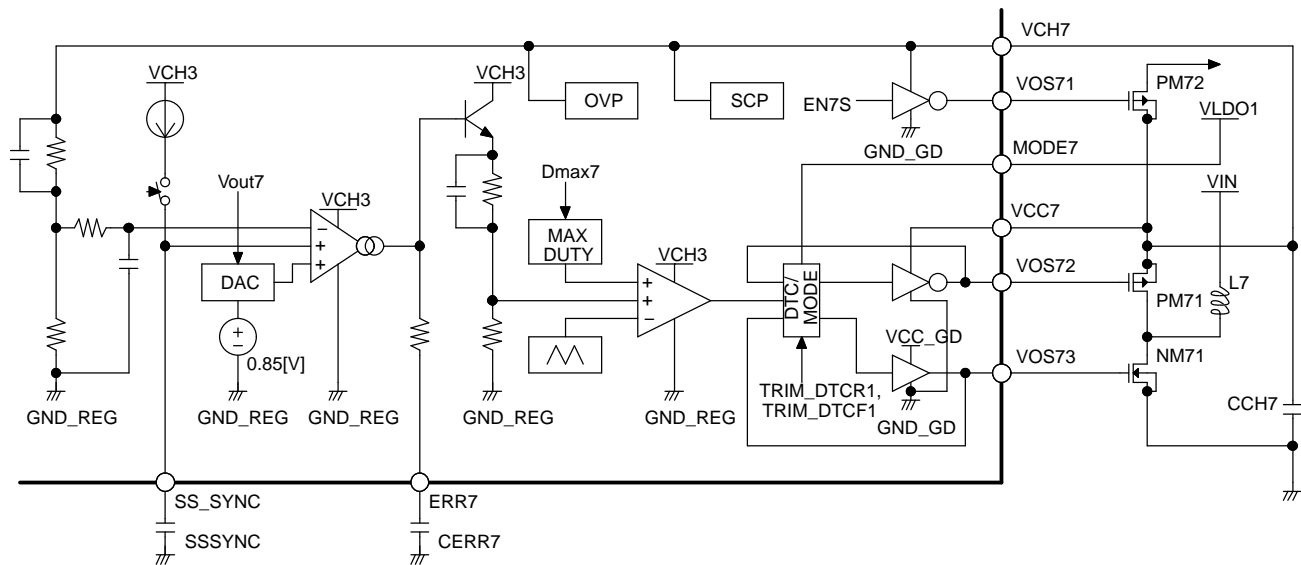 VCH7
VCH3
VCH3
OVP
SCP
EN7S
VOS71
PM72
GND_GD
VLDO1
MODE7
Vout7
Dmax7
VIN
VCH3
VCC7
−
+
+
MAX
DUTY
DAC
VCH3
DTC/
MODE
VOS72
L7
PM71
+
+
−
+
−
0.85[V]
VCC_GD
VOS73
NM71
TRIM_DTCR1,
TRIM_DTCF1
GND_REG
GND_REG
GND_REG
GND_REG
GND_GD
CCH7
SS_SYNC
ERR7
SSSYNC
CERR7